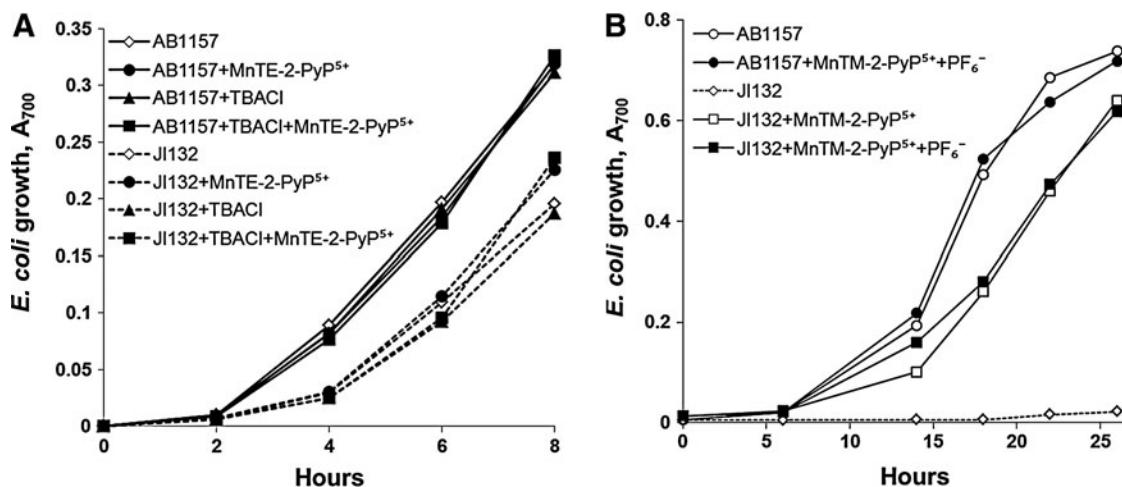 A
E. coli growth, A₇₀₀
0.35
0.3
0.25
0.2
0.15
0.1
0.05
0
AB1157
AB1157+MnTE-2-PyP⁵⁺
AB1157+TBACl
AB1157+TBACl+MnTE-2-PyP⁵⁺
JI132
JI132+MnTE-2-PyP⁵⁺
JI132+TBACl
JI132+TBACl+MnTE-2-PyP⁵⁺
0 2 4 6 8
Hours
B
E. coli growth, A₇₀₀
0.8
0.6
0.4
0.2
0
AB1157
AB1157+MnTM-2-PyP⁵⁺+PF₆⁻
JI132
JI132+MnTM-2-PyP⁵⁺
JI132+MnTM-2-PyP⁵⁺+PF₆⁻
0 5 10 15 20 25
Hours